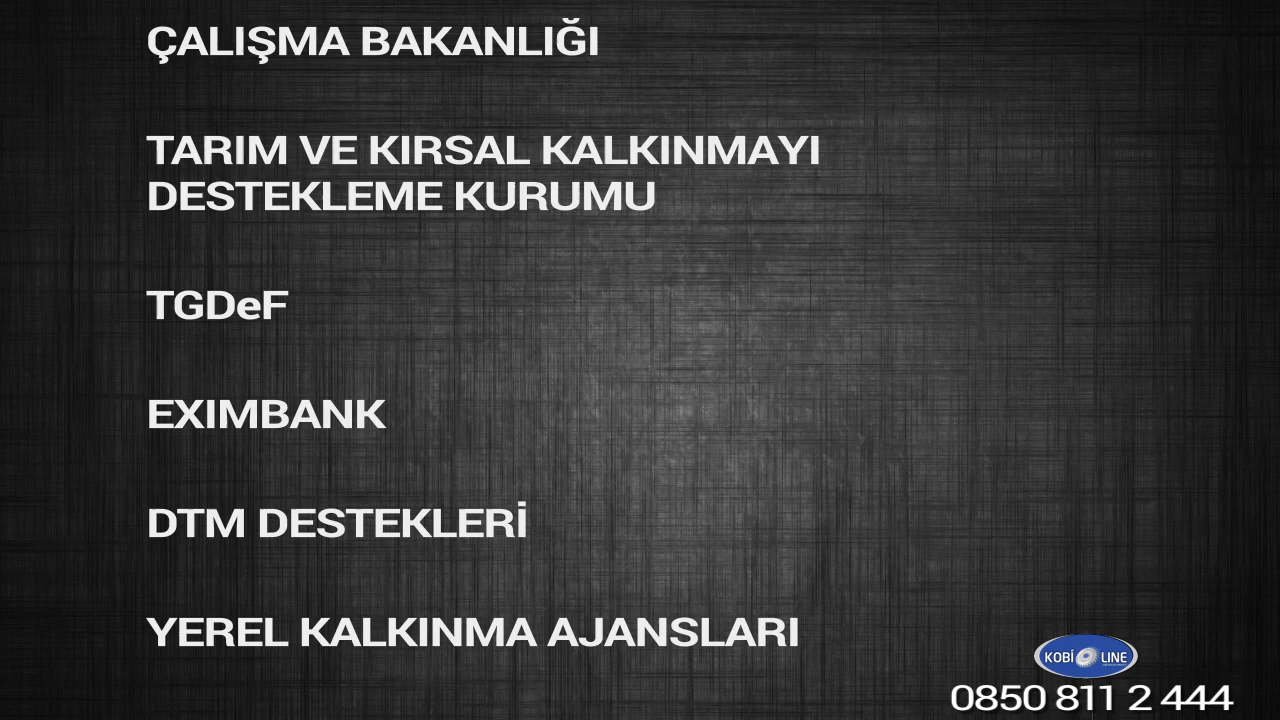 ÇALIŞMA BAKANLIĞI
TARIM VE KIRSAL KALKINMAYI
DESTEKLEME KURUMU
TGDeF
EXIMBANK
DTM DESTEKLERİ
YEREL KALKINMA AJANSLARI
KOBİ LINE
0850 811 2 444